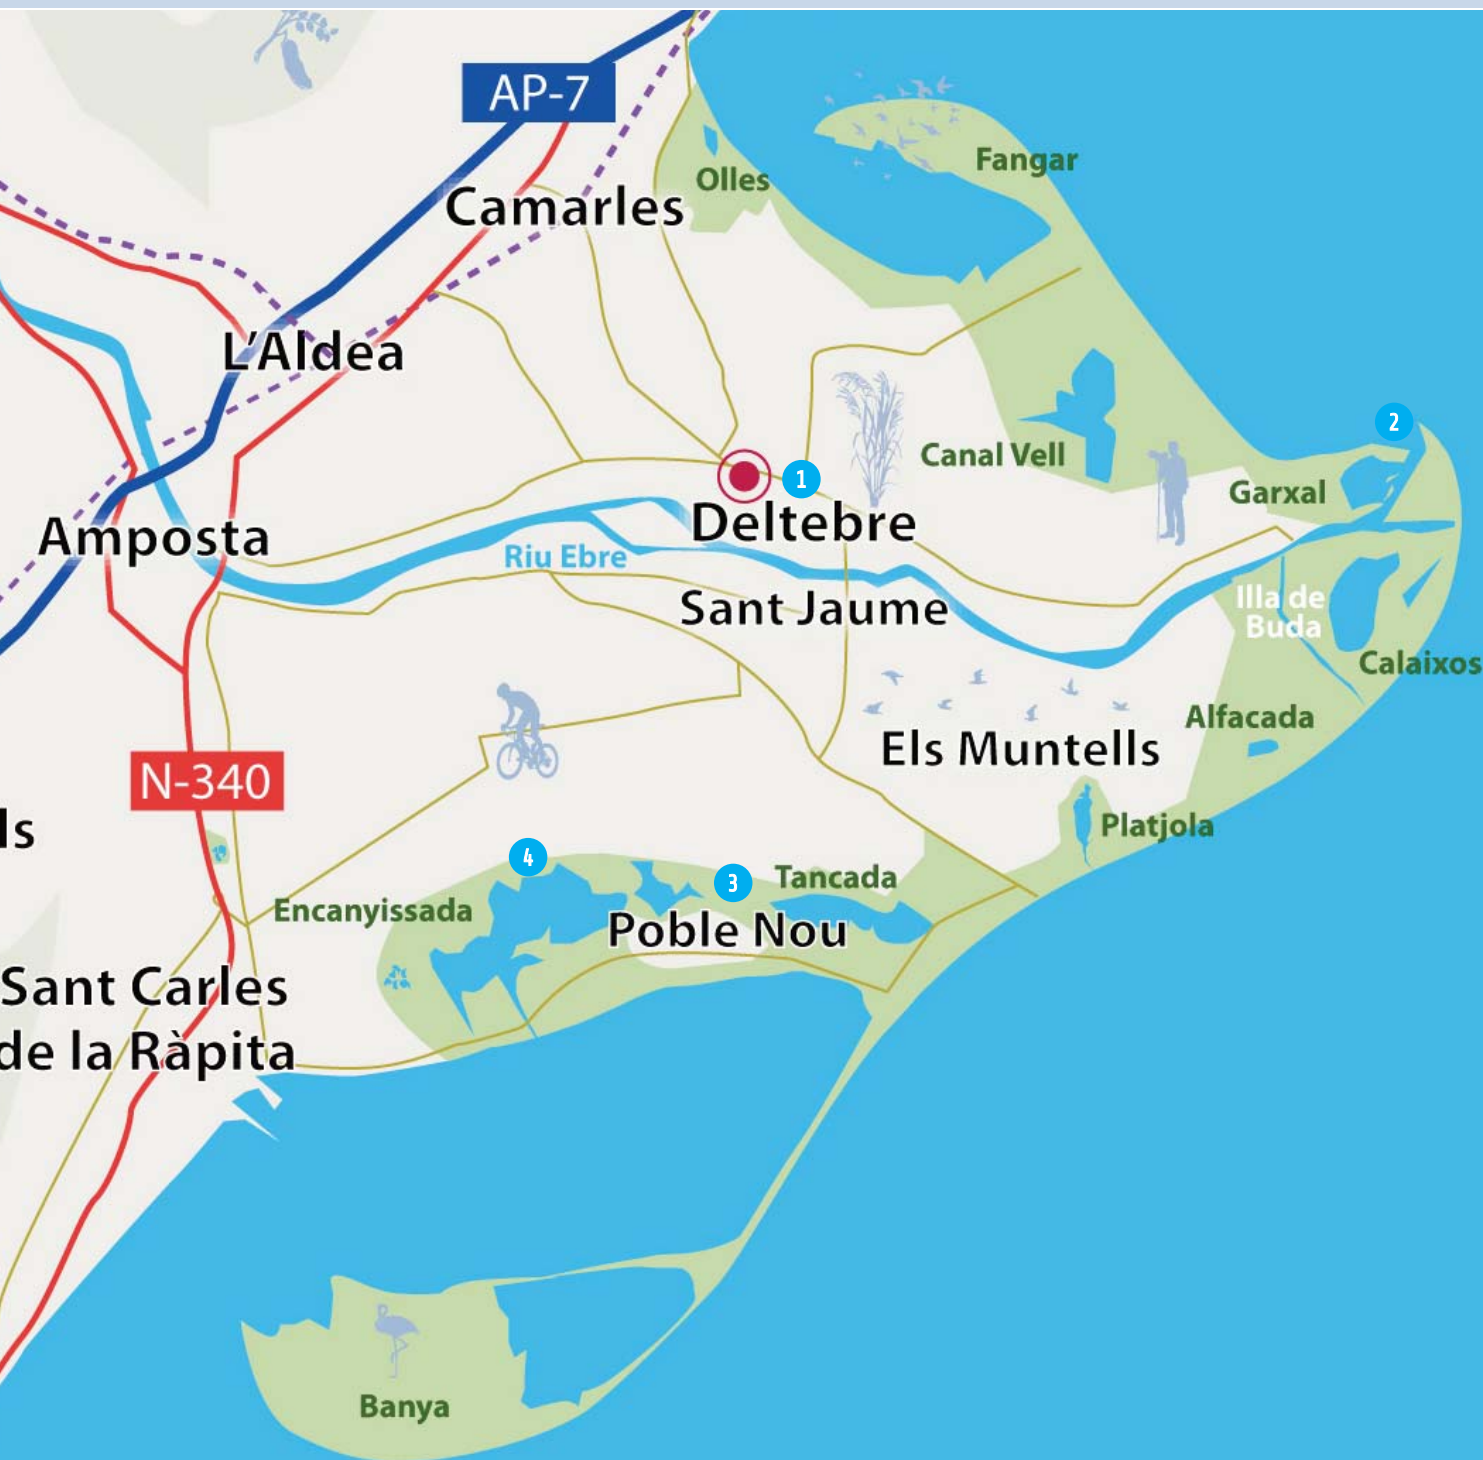 AP-7
Fangar
Olles
Camarles
L'Aldea
2
Canal Vell
1
Garxal
Deltebre
Amposta
Riu Ebre
Sant Jaume
Illa de
Buda
Calaixos
Alfacada
Els Muntells
N-340
ls
Platjola
4
3
Tancada
Encanyissada
Poble Nou
Sant Carles
de la Ràpita
Banya